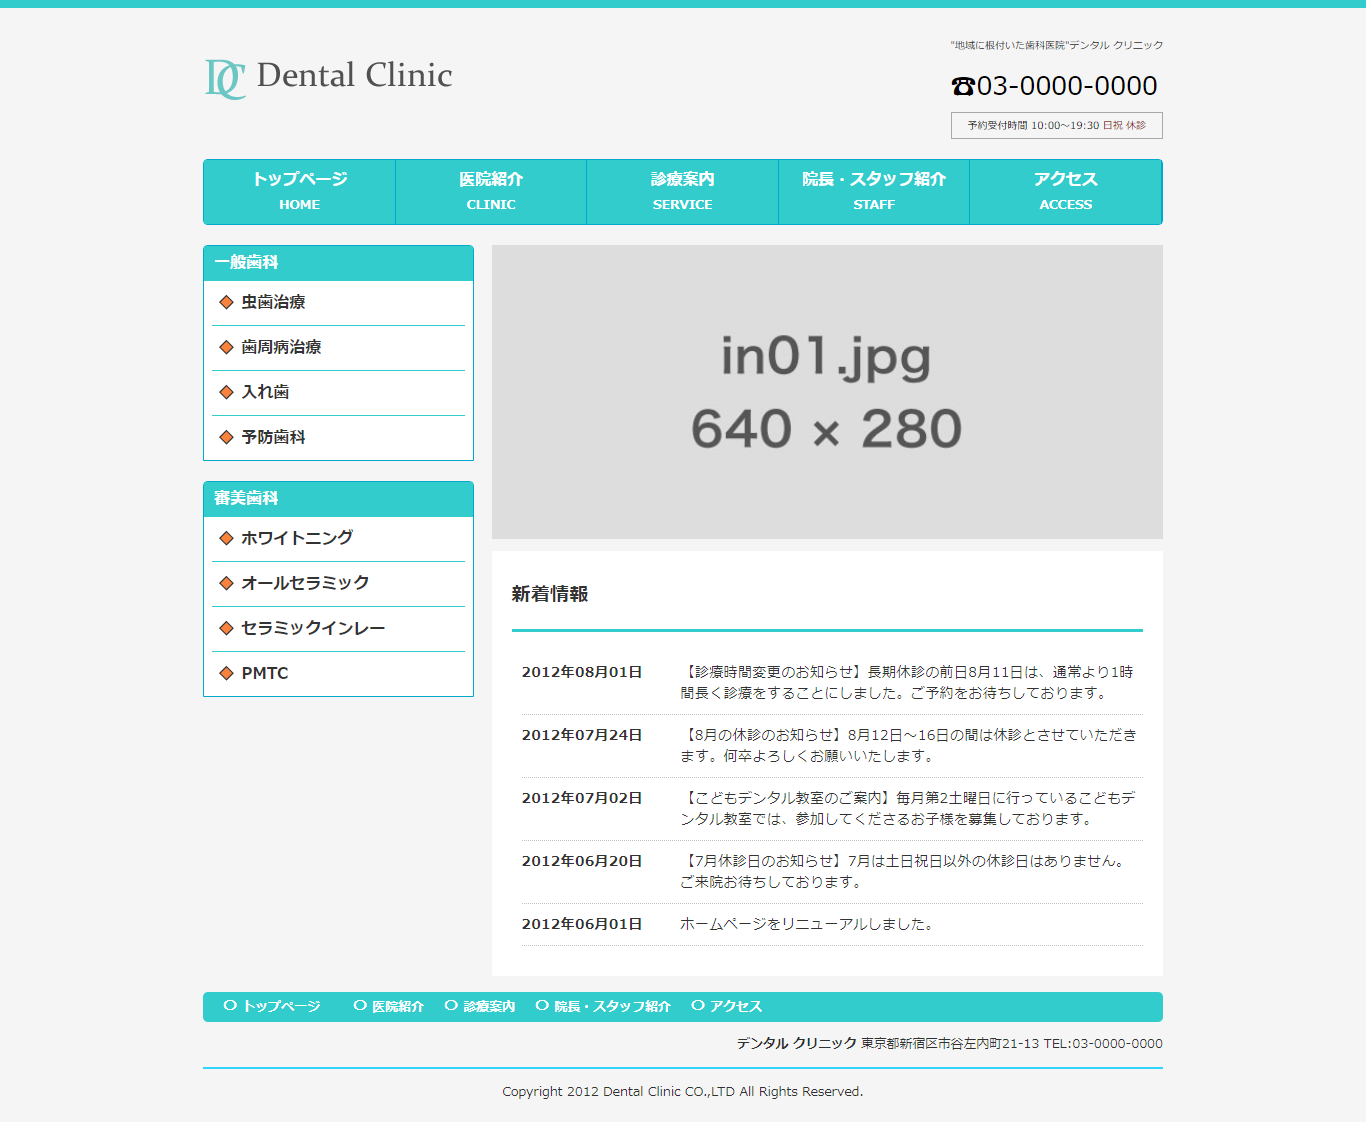 "地域に根付いた歯科医院"デンタル クリニック
DC Dental Clinic
☎03-0000-0000
予約受付時間 10:00～19:30 日祝 休診
トップページ 医院紹介 診療案内 院長・スタッフ紹介 アクセス
HOME CLINIC SERVICE STAFF ACCESS
一般歯科
虫歯治療
歯周病治療
入れ歯
予防歯科
審美歯科
ホワイトニング
オールセラミック
セラミックインレー
PMTC
in01.jpg
640 × 280
新着情報
2012年08月01日 【診療時間変更のお知らせ】長期休診の前日8月11日は、通常より1時
間長く診療をすることにしました。ご予約をお待ちしております。
2012年07月24日 【8月の休診のお知らせ】8月12日～16日の間は休診とさせていただき
ます。何卒よろしくお願いいたします。
2012年07月02日 【こどもデンタル教室のご案内】毎月第2土曜日に行っているこどもデ
ンタル教室では、参加してくださるお子様を募集しております。
2012年06月20日 【7月休診日のお知らせ】7月は土日祝日以外の休診日はありません。
ご来院お待ちしております。
2012年06月01日 ホームページをリニューアルしました。
トップページ 医院紹介 診療案内 院長・スタッフ紹介 アクセス
デンタル クリニック 東京都新宿区市谷左内町21-13 TEL:03-0000-0000
Copyright 2012 Dental Clinic CO.,LTD All Rights Reserved.